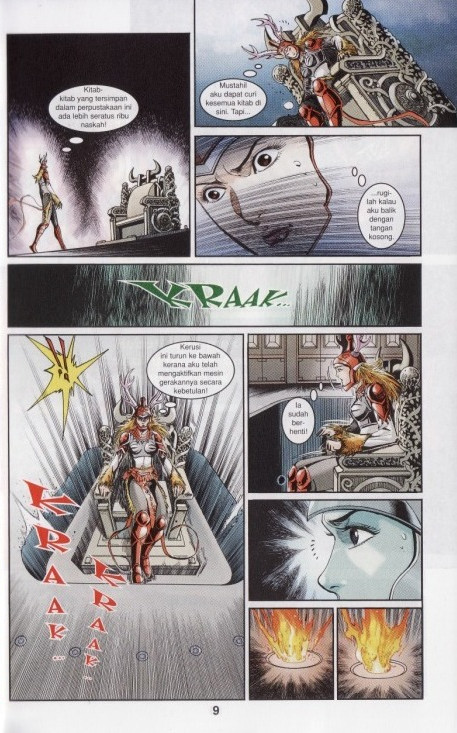 Kitab-
kitab yang tersimpan
dalam perpustakaan ini
ada lebih seratus ribu
naskah!
Mustahil
aku dapat curi
kesemua kitab di
sini. Tapi...
...rugi-
lah kalau
aku balik
dengan
tangan
kosong.
KRAAK...
Kerusi
ini turun ke bawah
kerana aku telah
mengaktifkan mesin
gerakannya secara
kebetulan!
KRAAK...
KRAAK...
Ia
sudah
ber-
henti!
9